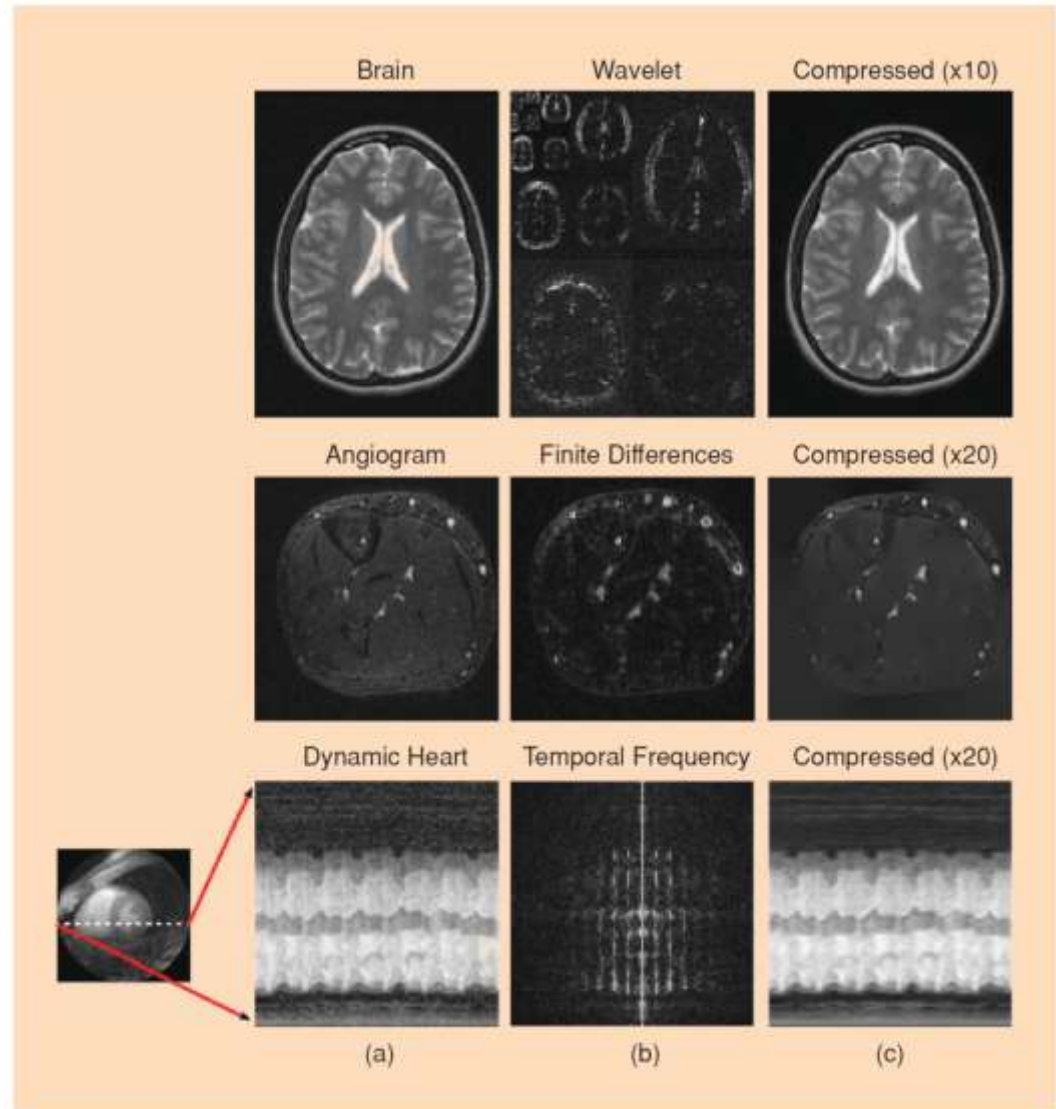 Brain Wavelet Compressed (x10)
Angiogram Finite Differences Compressed (x20)
Dynamic Heart Temporal Frequency Compressed (x20)
(a) (b) (c)